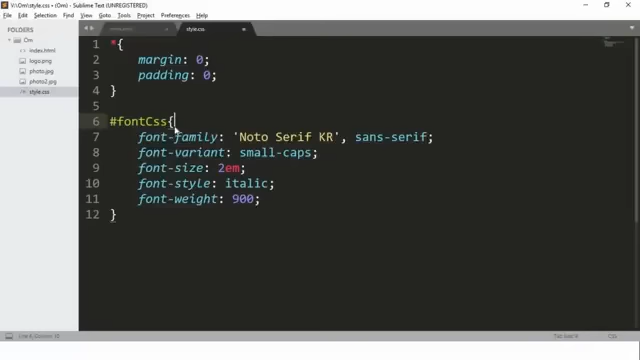 V:\Om\style.css - Sublime Text
File Edit Selection Find View Goto Tools Project Preferences Help
FOLDERS
Om
index.html
logo.png
photo.jpg
photo2.jpg
style.css
style.css
1 *{
2 margin: 0;
3 padding: 0;
4 }
5
6 #fontCss{
7 font-family: 'Noto Serif KR', sans-serif;
8 font-variant: small-caps;
9 font-size: 2em;
10 font-style: italic;
11 font-weight: 900;
12 }
CSS